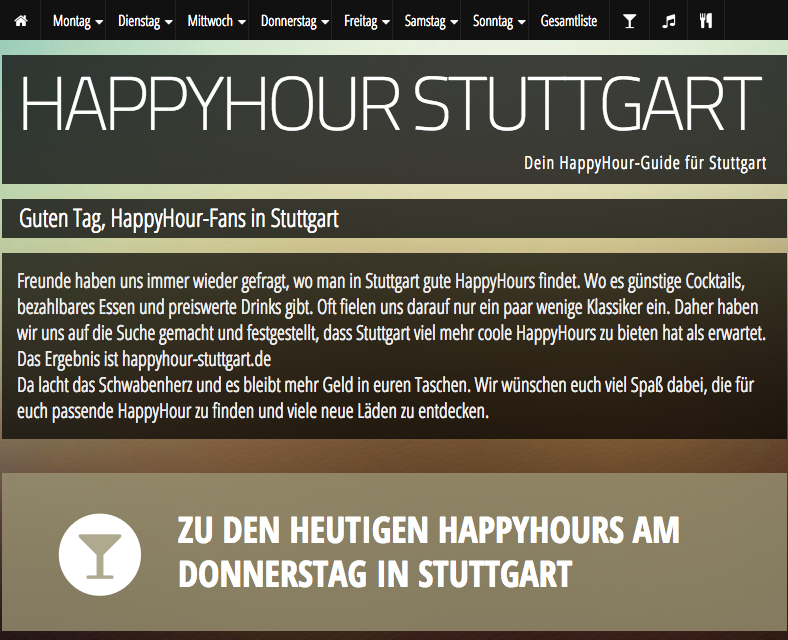 Montag Dienstag Mittwoch Donnerstag Freitag Samstag Sonntag Gesamtliste
HAPPYHOUR STUTTGART
Dein HappyHour-Guide für Stuttgart
Guten Tag, HappyHour-Fans in Stuttgart
Freunde haben uns immer wieder gefragt, wo man in Stuttgart gute HappyHours findet. Wo es günstige Cocktails,
bezahlbares Essen und preiswerte Drinks gibt. Oft fielen uns darauf nur ein paar wenige Klassiker ein. Daher haben
wir uns auf die Suche gemacht und festgestellt, dass Stuttgart viel mehr coole HappyHours zu bieten hat als erwartet.
Das Ergebnis ist happyhour-stuttgart.de
Da lacht das Schwabenherz und es bleibt mehr Geld in euren Taschen. Wir wünschen euch viel Spaß dabei, die für
euch passende HappyHour zu finden und viele neue Läden zu entdecken.
ZU DEN HEUTIGEN HAPPYHOURS AM
DONNERSTAG IN STUTTGART